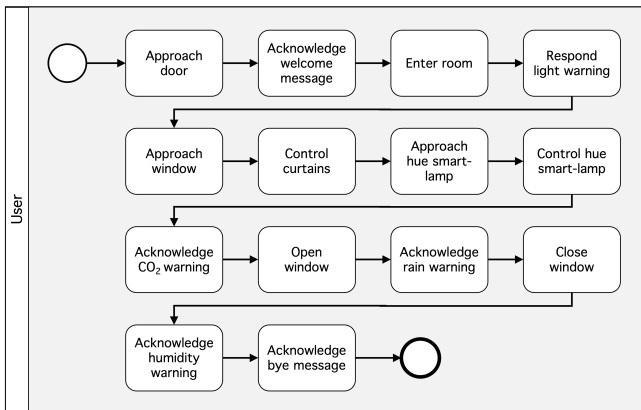 User
Approach
door
Acknowledge
welcome
message
Enter room
Respond
light warning
Approach
window
Control
curtains
Approach
hue smart-
lamp
Control hue
smart-lamp
Acknowledge
CO₂ warning
Open
window
Acknowledge
rain warning
Close
window
Acknowledge
humidity
warning
Acknowledge
bye message